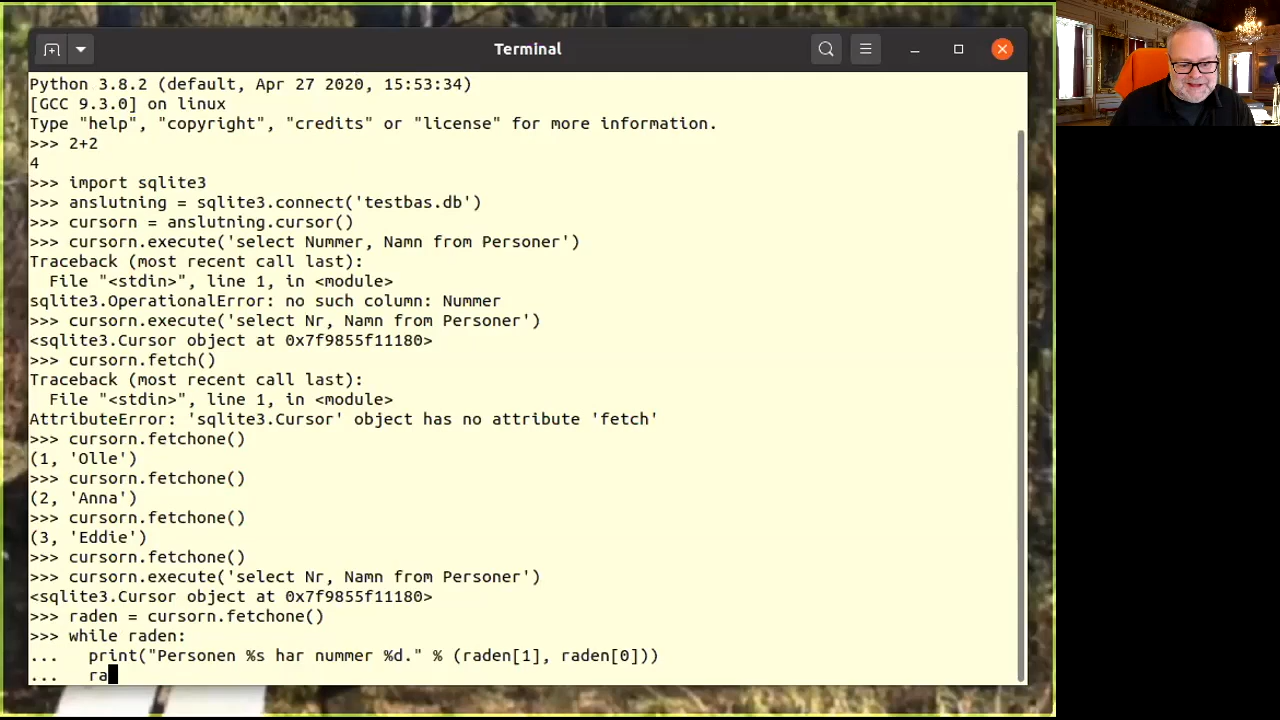 Terminal
Python 3.8.2 (default, Apr 27 2020, 15:53:34)
[GCC 9.3.0] on linux
Type "help", "copyright", "credits" or "license" for more information.
>>> 2+2
4
>>> import sqlite3
>>> anslutning = sqlite3.connect('testbas.db')
>>> cursorn = anslutning.cursor()
>>> cursorn.execute('select Nummer, Namn from Personer')
Traceback (most recent call last):
  File "<stdin>", line 1, in <module>
sqlite3.OperationalError: no such column: Nummer
>>> cursorn.execute('select Nr, Namn from Personer')
<sqlite3.Cursor object at 0x7f9855f11180>
>>> cursorn.fetch()
Traceback (most recent call last):
  File "<stdin>", line 1, in <module>
AttributeError: 'sqlite3.Cursor' object has no attribute 'fetch'
>>> cursorn.fetchone()
(1, 'Olle')
>>> cursorn.fetchone()
(2, 'Anna')
>>> cursorn.fetchone()
(3, 'Eddie')
>>> cursorn.fetchone()
>>> cursorn.execute('select Nr, Namn from Personer')
<sqlite3.Cursor object at 0x7f9855f11180>
>>> raden = cursorn.fetchone()
>>> while raden:
...   print("Personen %s har nummer %d." % (raden[1], raden[0]))
...   ra